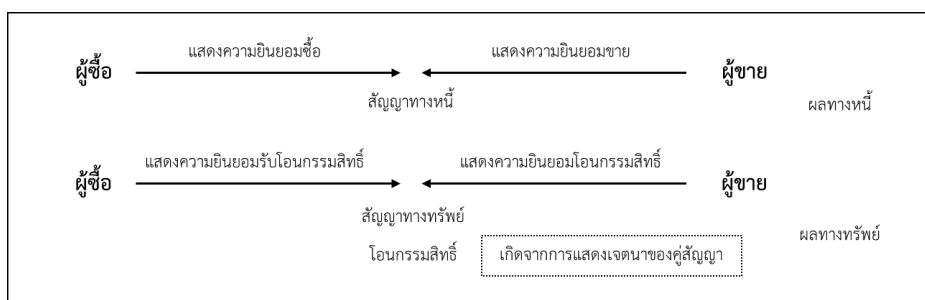 แสดงความยินยอมซื้อ แสดงความยินยอมขาย
ผู้ซื้อ ผู้ขาย
สัญญาทางหนี้ ผลทางหนี้
แสดงความยินยอมรับโอนกรรมสิทธิ์ แสดงความยินยอมโอนกรรมสิทธิ์
ผู้ซื้อ ผู้ขาย
สัญญาทางทรัพย์
ผลทางทรัพย์
โอนกรรมสิทธิ์ เกิดจากการแสดงเจตนาของคู่สัญญา